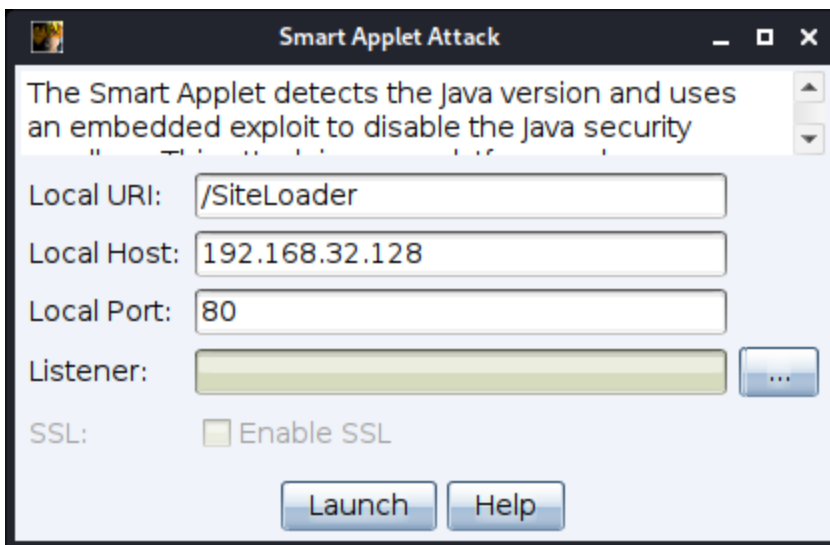 Smart Applet Attack
The Smart Applet detects the Java version and uses
an embedded exploit to disable the Java security
Local URI: /SiteLoader
Local Host: 192.168.32.128
Local Port: 80
Listener: ...
SSL: Enable SSL
Launch Help